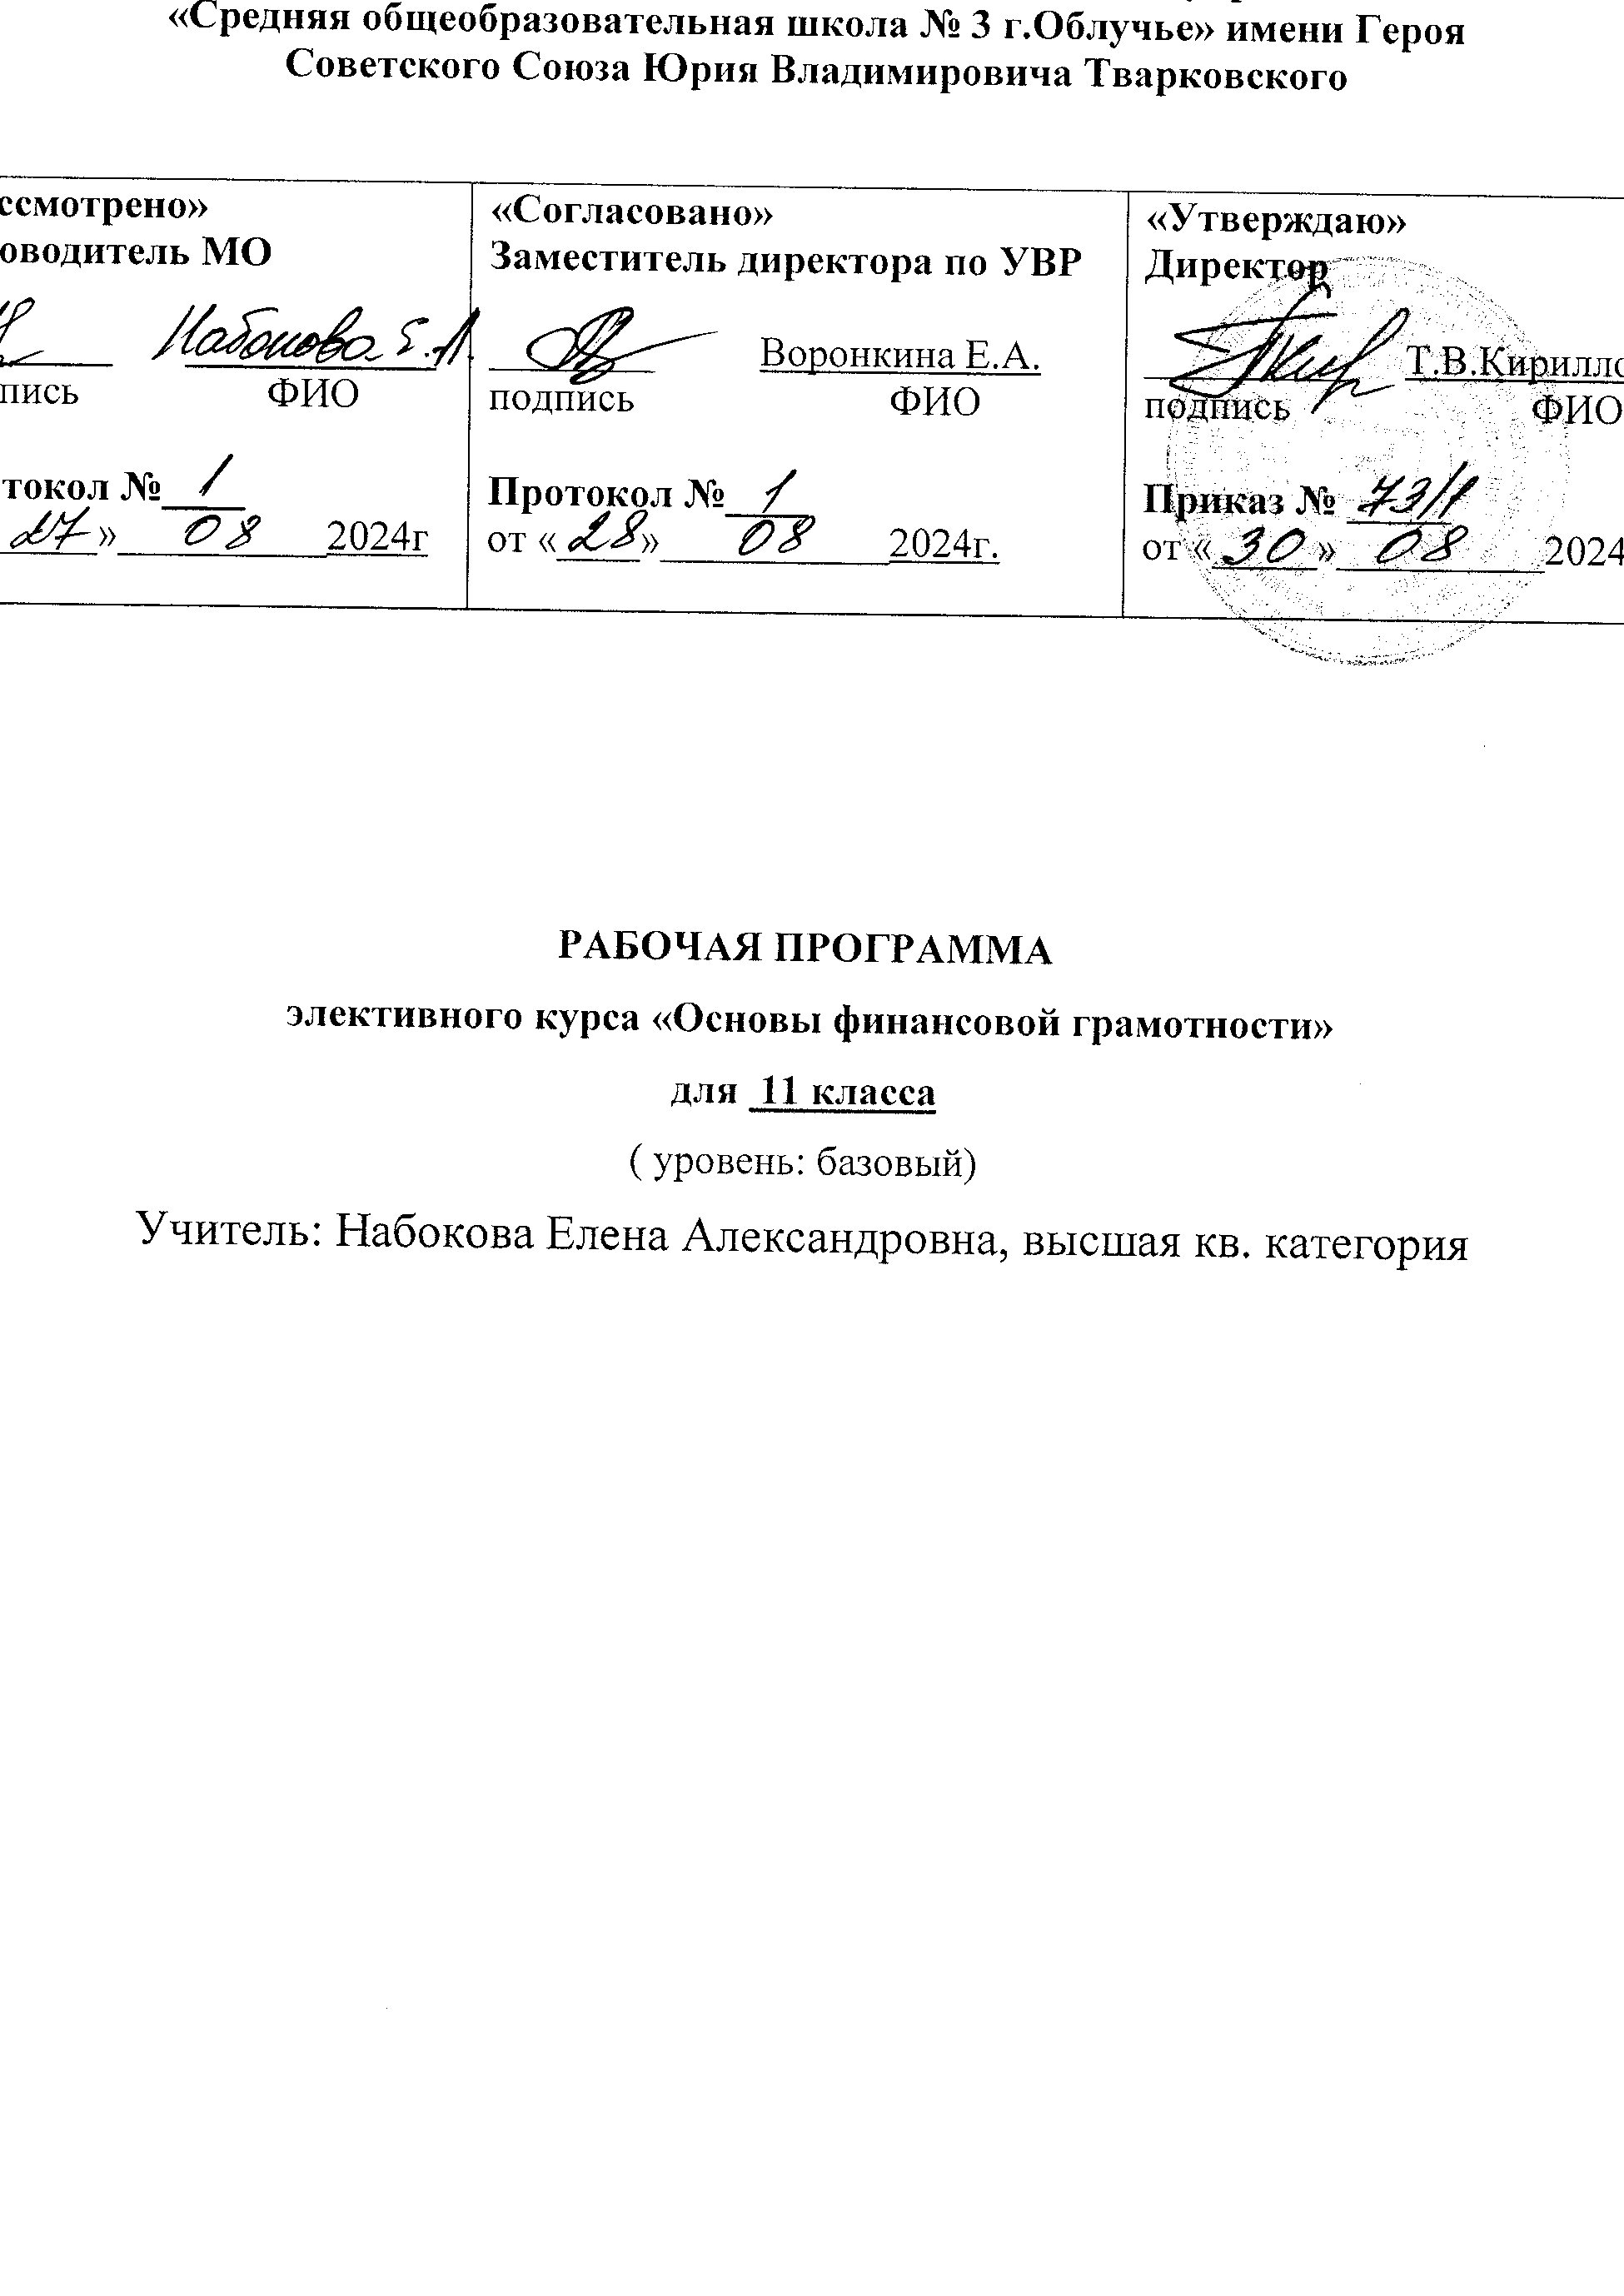 «Средняя общеобразовательная школа № 3 г.Облучье» имени Героя
Советского Союза Юрия Владимировича Тварковского
ссмотрено»
оводитель МО
Набокова Е.А.
пись ФИО
токол № 1
27» 08 2024г
«Согласовано»
Заместитель директора по УВР
Воронкина Е.А.
подпись ФИО
Протокол № 1
от «28» 08 2024г.
«Утверждаю»
Директор
Т.В.Кирилло
подпись ФИО
Приказ № 73/1
от «30» 08 2024
РАБОЧАЯ ПРОГРАММА
элективного курса «Основы финансовой грамотности»
для 11 класса
( уровень: базовый)
Учитель: Набокова Елена Александровна, высшая кв. категория